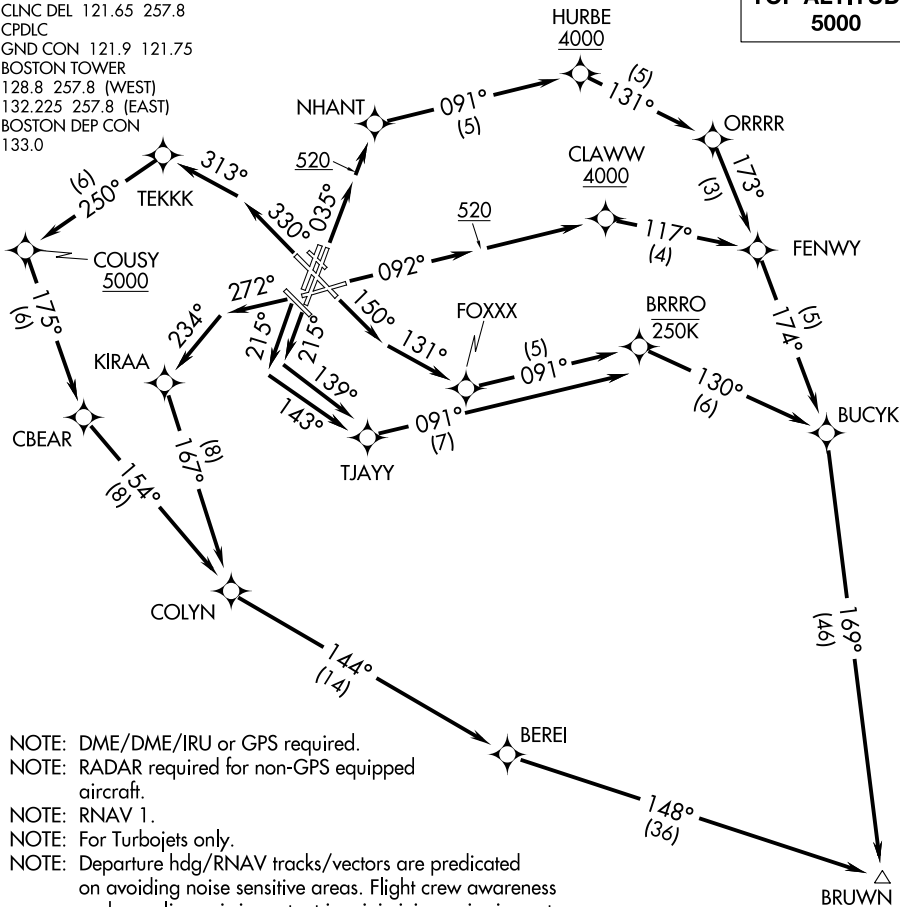 CLNC DEL 121.65 257.8
CPDLC
GND CON 121.9 121.75
BOSTON TOWER
128.8 257.8 (WEST)
132.225 257.8 (EAST)
BOSTON DEP CON
133.0
5000
HURBE
4000
NHANT
091°
(5)
(5)
131°
ORRRR
173°
(3)
CLAWW
4000
520
035°
TEKKK
313°
330°
(6)
250°
COUSY
5000
520
092°
117°
(4)
FENWY
272°
234°
215°
215°
150°
131°
FOXXX
BRRRO
250K
(5)
091°
(5)
174°
175°
(6)
KIRAA
139°
143°
091°
(7)
TJAYY
130°
(6)
BUCYK
CBEAR
(8)
167°
154°
(8)
COLYN
169°
(46)
144°
(14)
BEREI
148°
(36)
BRUWN
NOTE: DME/DME/IRU or GPS required.
NOTE: RADAR required for non-GPS equipped
aircraft.
NOTE: RNAV 1.
NOTE: For Turbojets only.
NOTE: Departure hdg/RNAV tracks/vectors are predicated
on avoiding noise sensitive areas. Flight crew awareness